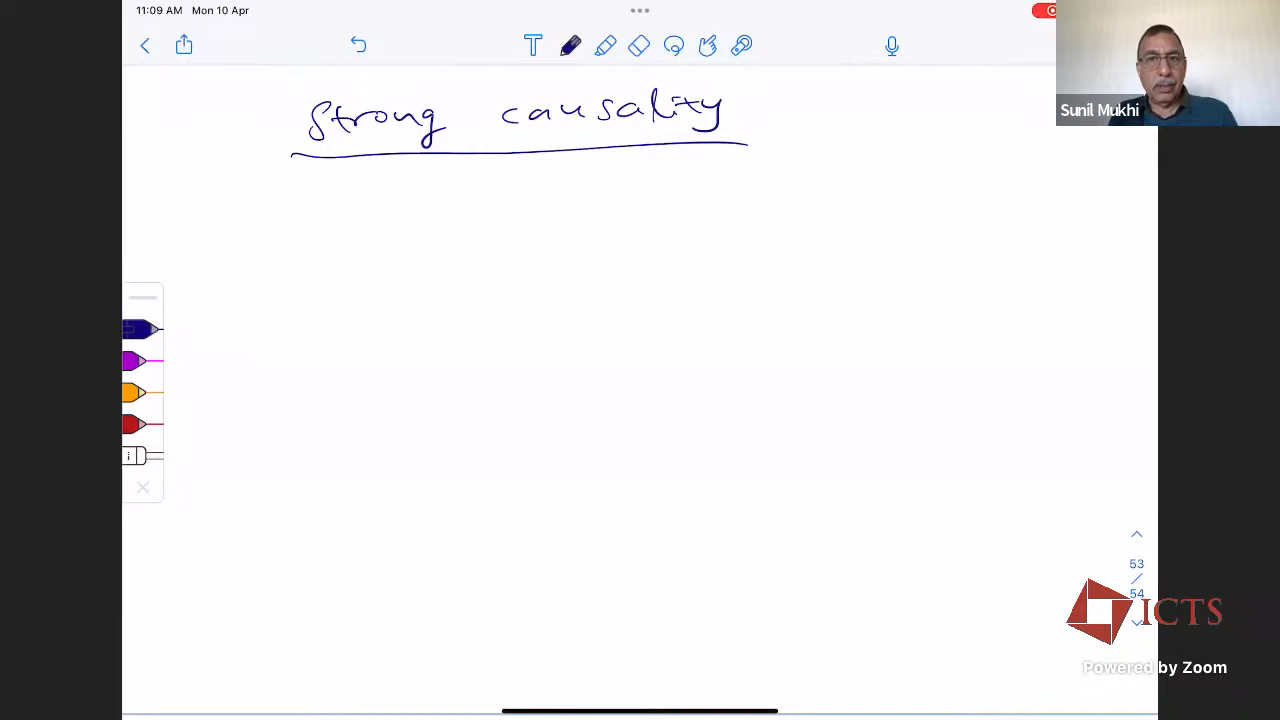 11:09 AM Mon 10 Apr
Sunil Mukhi
Strong causality
53
/
54
ICTS
Powered by Zoom